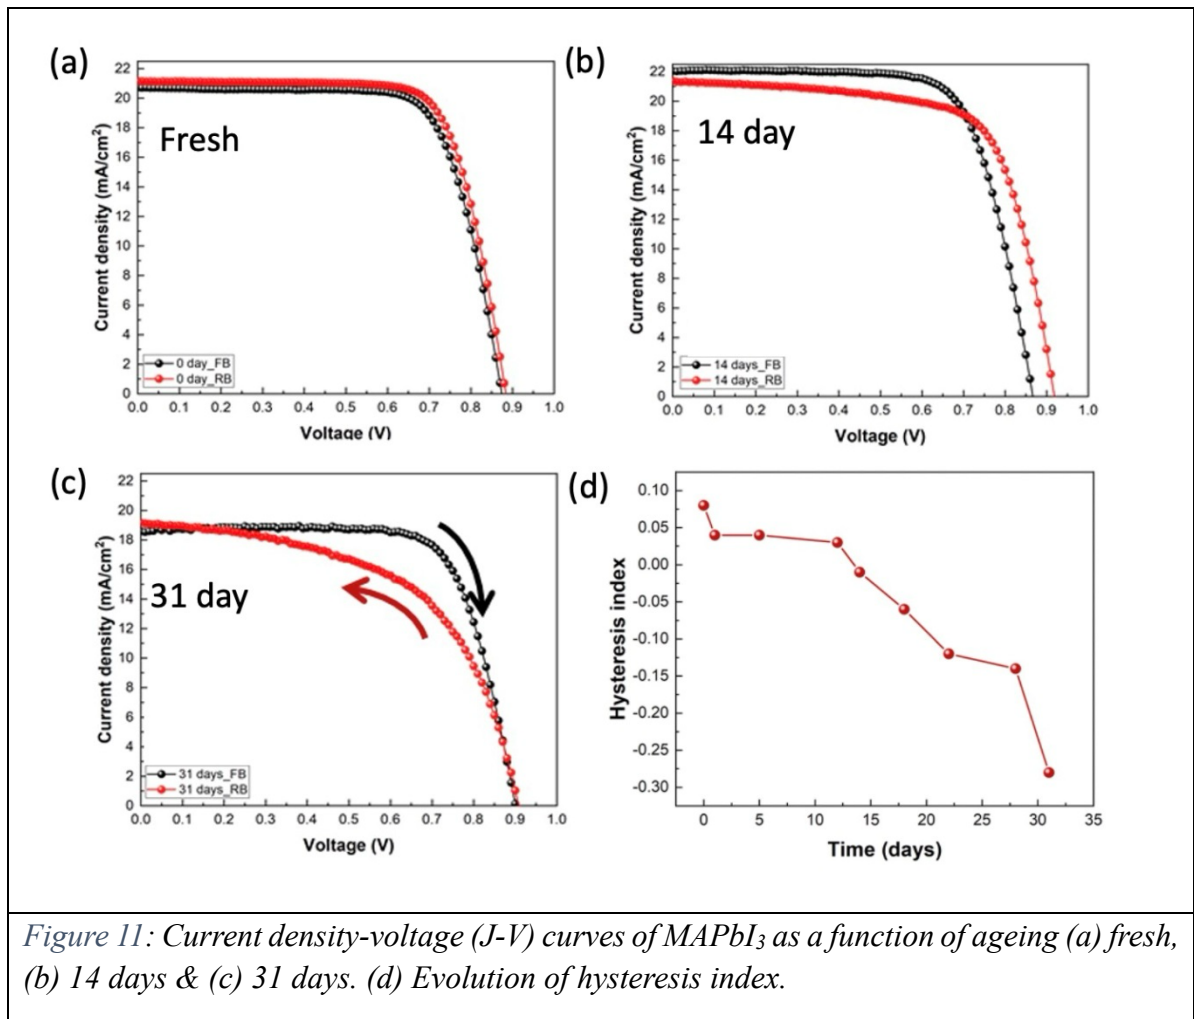 (a)
22
20
18
16
14
12
10
8
6
4
2
0
Current density (mA/cm²)
Fresh
0 day_FB
0 day_RB
0.0 0.1 0.2 0.3 0.4 0.5 0.6 0.7 0.8 0.9 1.0
Voltage (V)
(b)
22
20
18
16
14
12
10
8
6
4
2
0
Current density (mA/cm²)
14 day
14 days_FB
14 days_RB
0.0 0.1 0.2 0.3 0.4 0.5 0.6 0.7 0.8 0.9 1.0
Voltage (V)
(c)
22
20
18
16
14
12
10
8
6
4
2
0
Current density (mA/cm²)
31 day
31 days_FB
31 days_RB
0.0 0.1 0.2 0.3 0.4 0.5 0.6 0.7 0.8 0.9 1.0
Voltage (V)
(d)
0.10
0.05
0.00
-0.05
-0.10
-0.15
-0.20
-0.25
-0.30
Hysteresis index
0 5 10 15 20 25 30 35
Time (days)
Figure 11: Current density-voltage (J-V) curves of MAPbI₃ as a function of ageing (a) fresh,
(b) 14 days & (c) 31 days. (d) Evolution of hysteresis index.